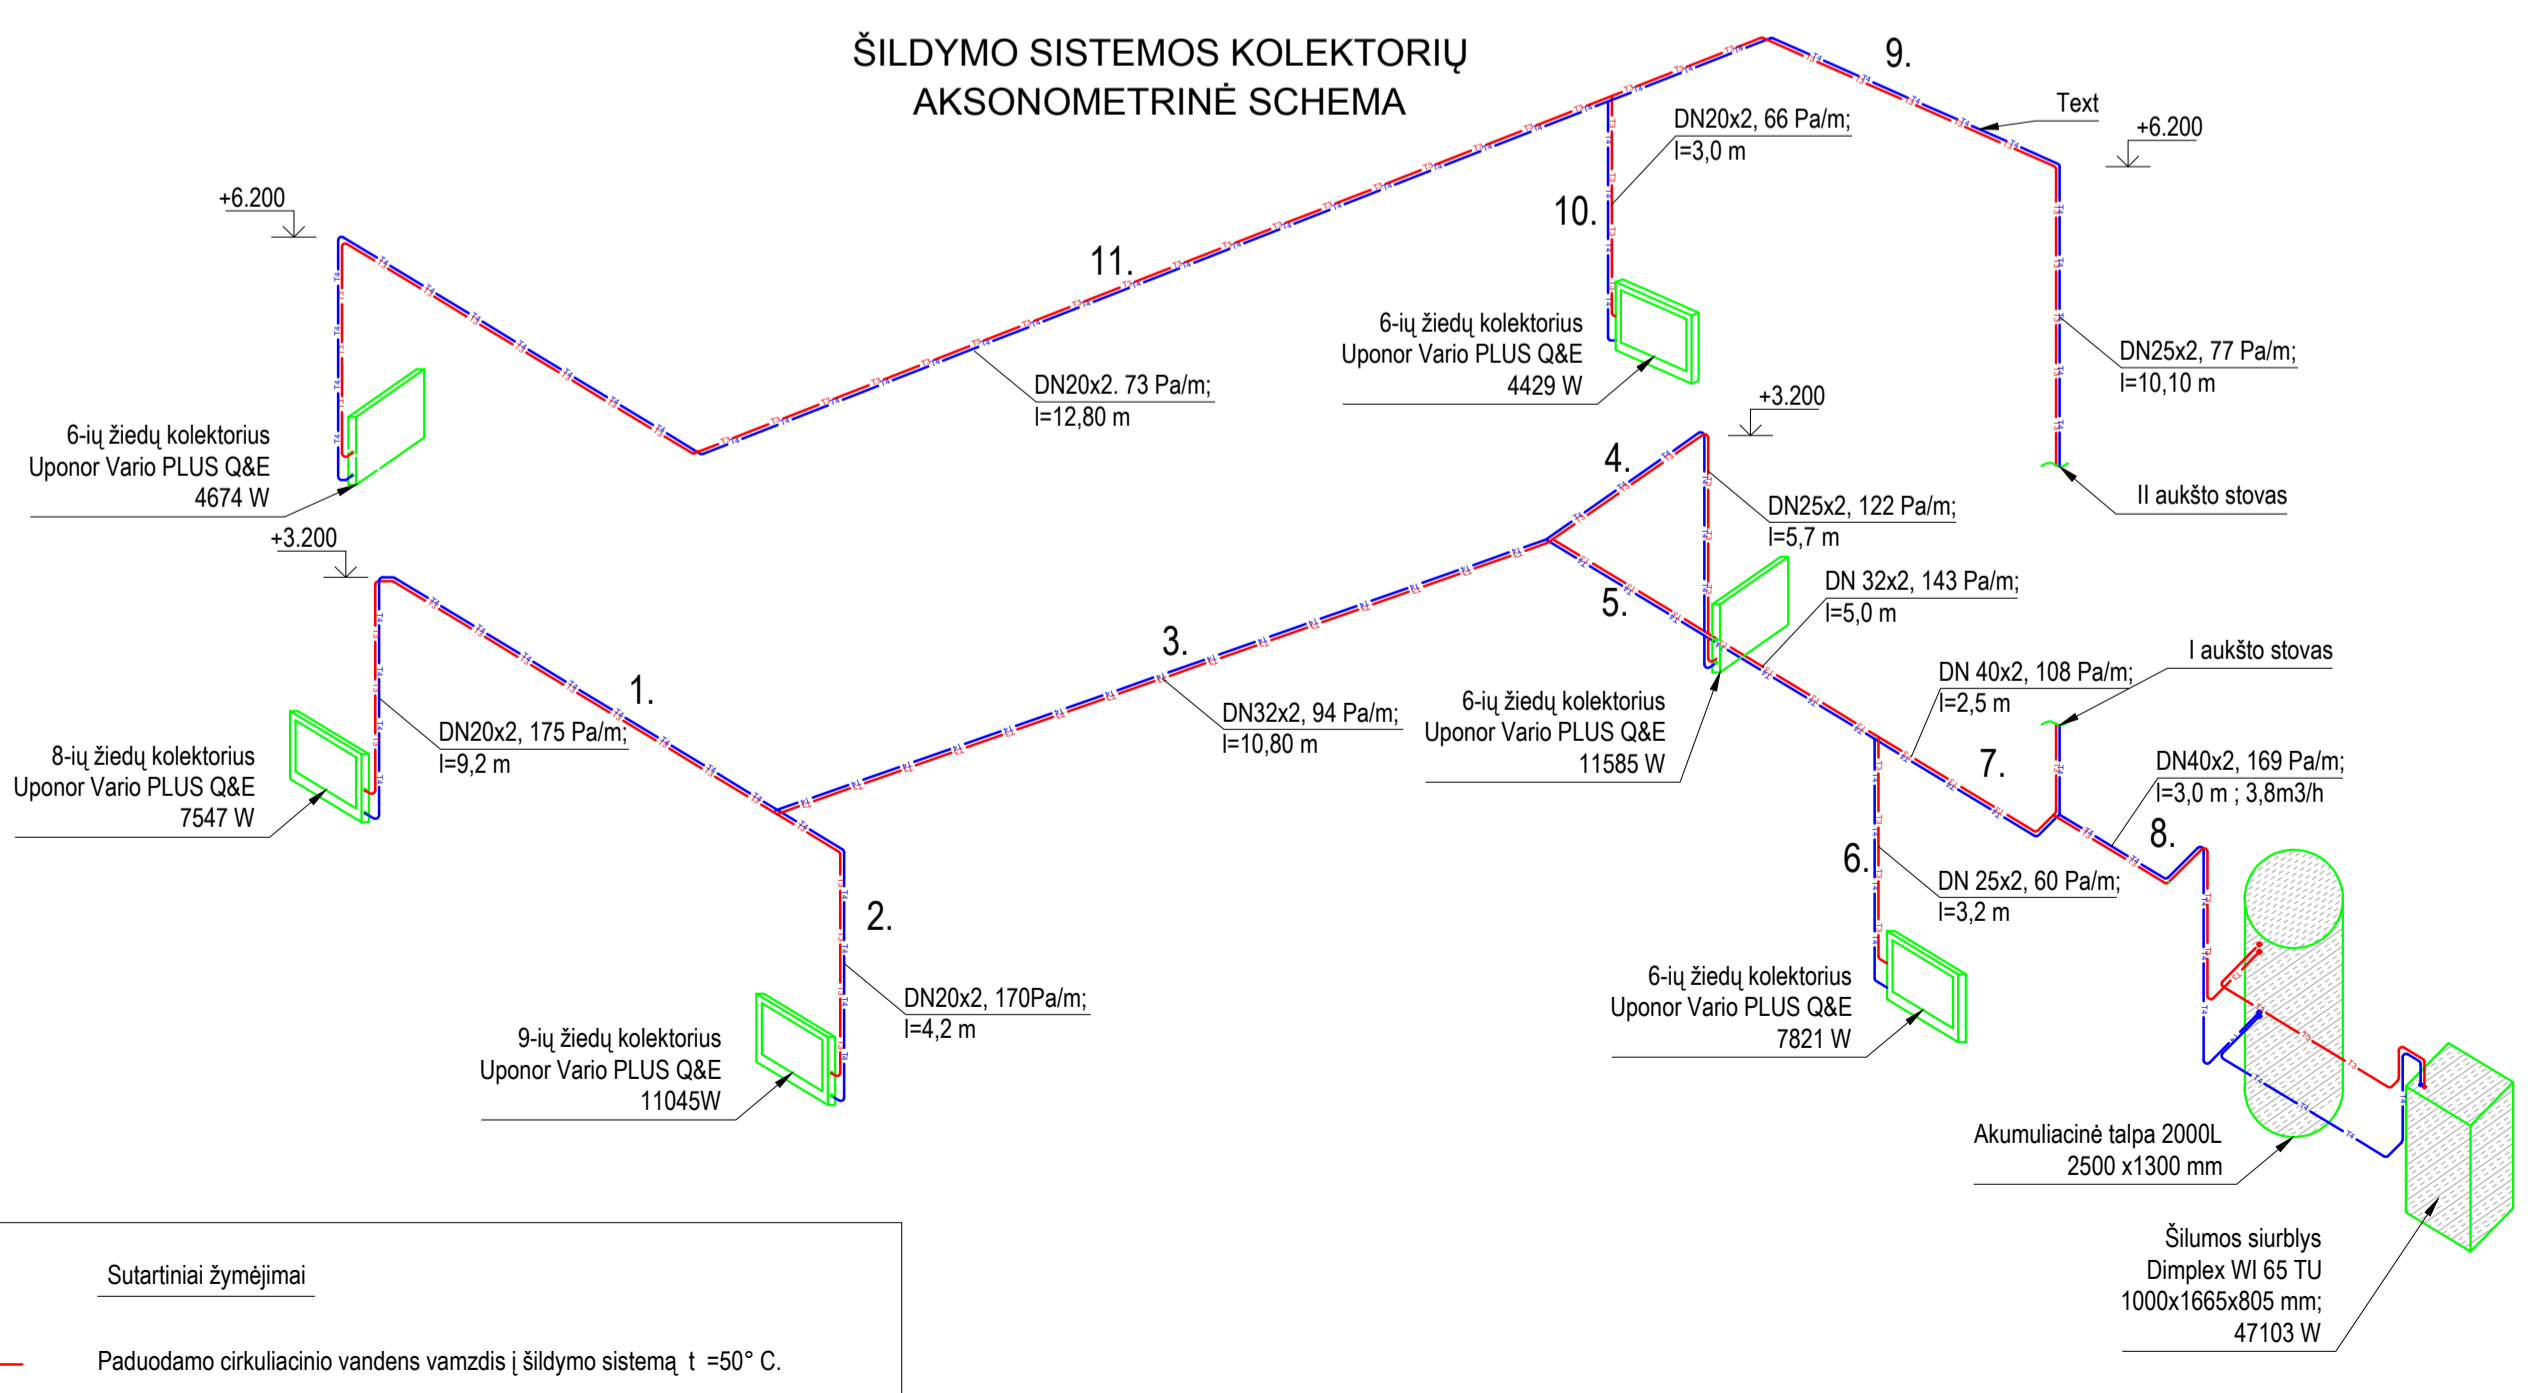 ŠILDYMO SISTEMOS KOLEKTORIŲ
AKSONOMETRINĖ SCHEMA
9.
Text
+6.200
DN20x2, 66 Pa/m;
l=3,0 m
10.
+6.200
11.
6-ių žiedų kolektorius
Uponor Vario PLUS Q&E
4429 W
DN25x2, 77 Pa/m;
l=10,10 m
DN20x2. 73 Pa/m;
l=12,80 m
+3.200
6-ių žiedų kolektorius
Uponor Vario PLUS Q&E
4674 W
4.
II aukšto stovas
DN25x2, 122 Pa/m;
l=5,7 m
+3.200
DN 32x2, 143 Pa/m;
l=5,0 m
5.
3.
I aukšto stovas
1.
DN 40x2, 108 Pa/m;
l=2,5 m
6-ių žiedų kolektorius
Uponor Vario PLUS Q&E
11585 W
DN32x2, 94 Pa/m;
l=10,80 m
DN20x2, 175 Pa/m;
l=9,2 m
8-ių žiedų kolektorius
Uponor Vario PLUS Q&E
7547 W
7.
DN40x2, 169 Pa/m;
l=3,0 m ; 3,8m3/h
8.
6.
DN 25x2, 60 Pa/m;
l=3,2 m
2.
DN20x2, 170Pa/m;
l=4,2 m
6-ių žiedų kolektorius
Uponor Vario PLUS Q&E
7821 W
9-ių žiedų kolektorius
Uponor Vario PLUS Q&E
11045W
Akumuliacinė talpa 2000L
2500 x1300 mm
Šilumos siurblys
Dimplex WI 65 TU
1000x1665x805 mm;
47103 W
Sutartiniai žymėjimai
Paduodamo cirkuliacinio vandens vamzdis į šildymo sistemą t =50° C.